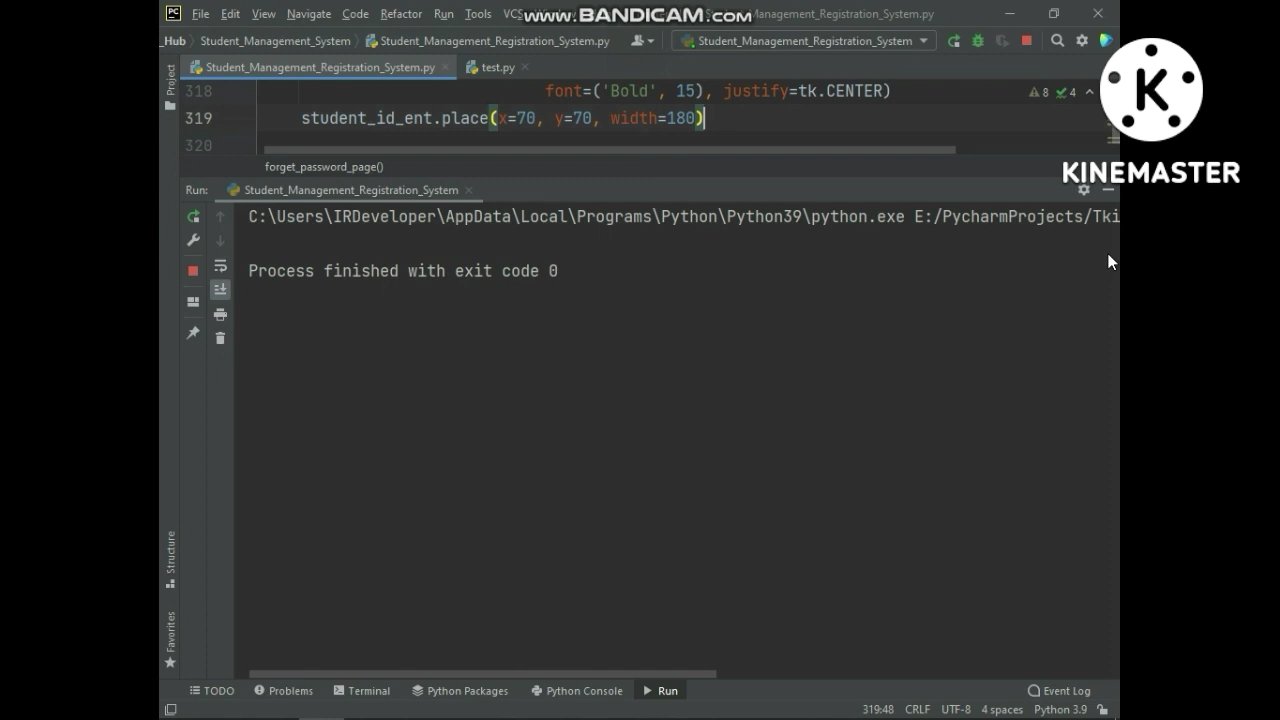 PC File Edit View Navigate Code Refactor Run Tools VCS www.BANDICAM.com Management_Registration_System.py
_Hub Student_Management_System Student_Management_Registration_System.py Student_Management_Registration_System
Student_Management_Registration_System.py test.py
318 font=('Bold', 15), justify=tk.CENTER) 8 4
319 student_id_ent.place(x=70, y=70, width=180)
320
forget_password_page()
Run: Student_Management_Registration_System
C:\Users\IRDeveloper\AppData\Local\Programs\Python\Python39\python.exe E:/PycharmProjects/Tki
Process finished with exit code 0
Project
Structure
Favorites
K
KINEMASTER
TODO Problems Terminal Python Packages Python Console Run Event Log
319:48 CRLF UTF-8 4 spaces Python 3.9